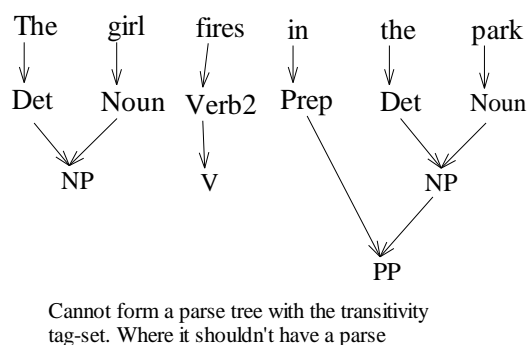 The girl fires in the park
Det Noun Verb2 Prep Det Noun
NP V NP
PP
Cannot form a parse tree with the transitivity
tag-set. Where it shouldn't have a parse